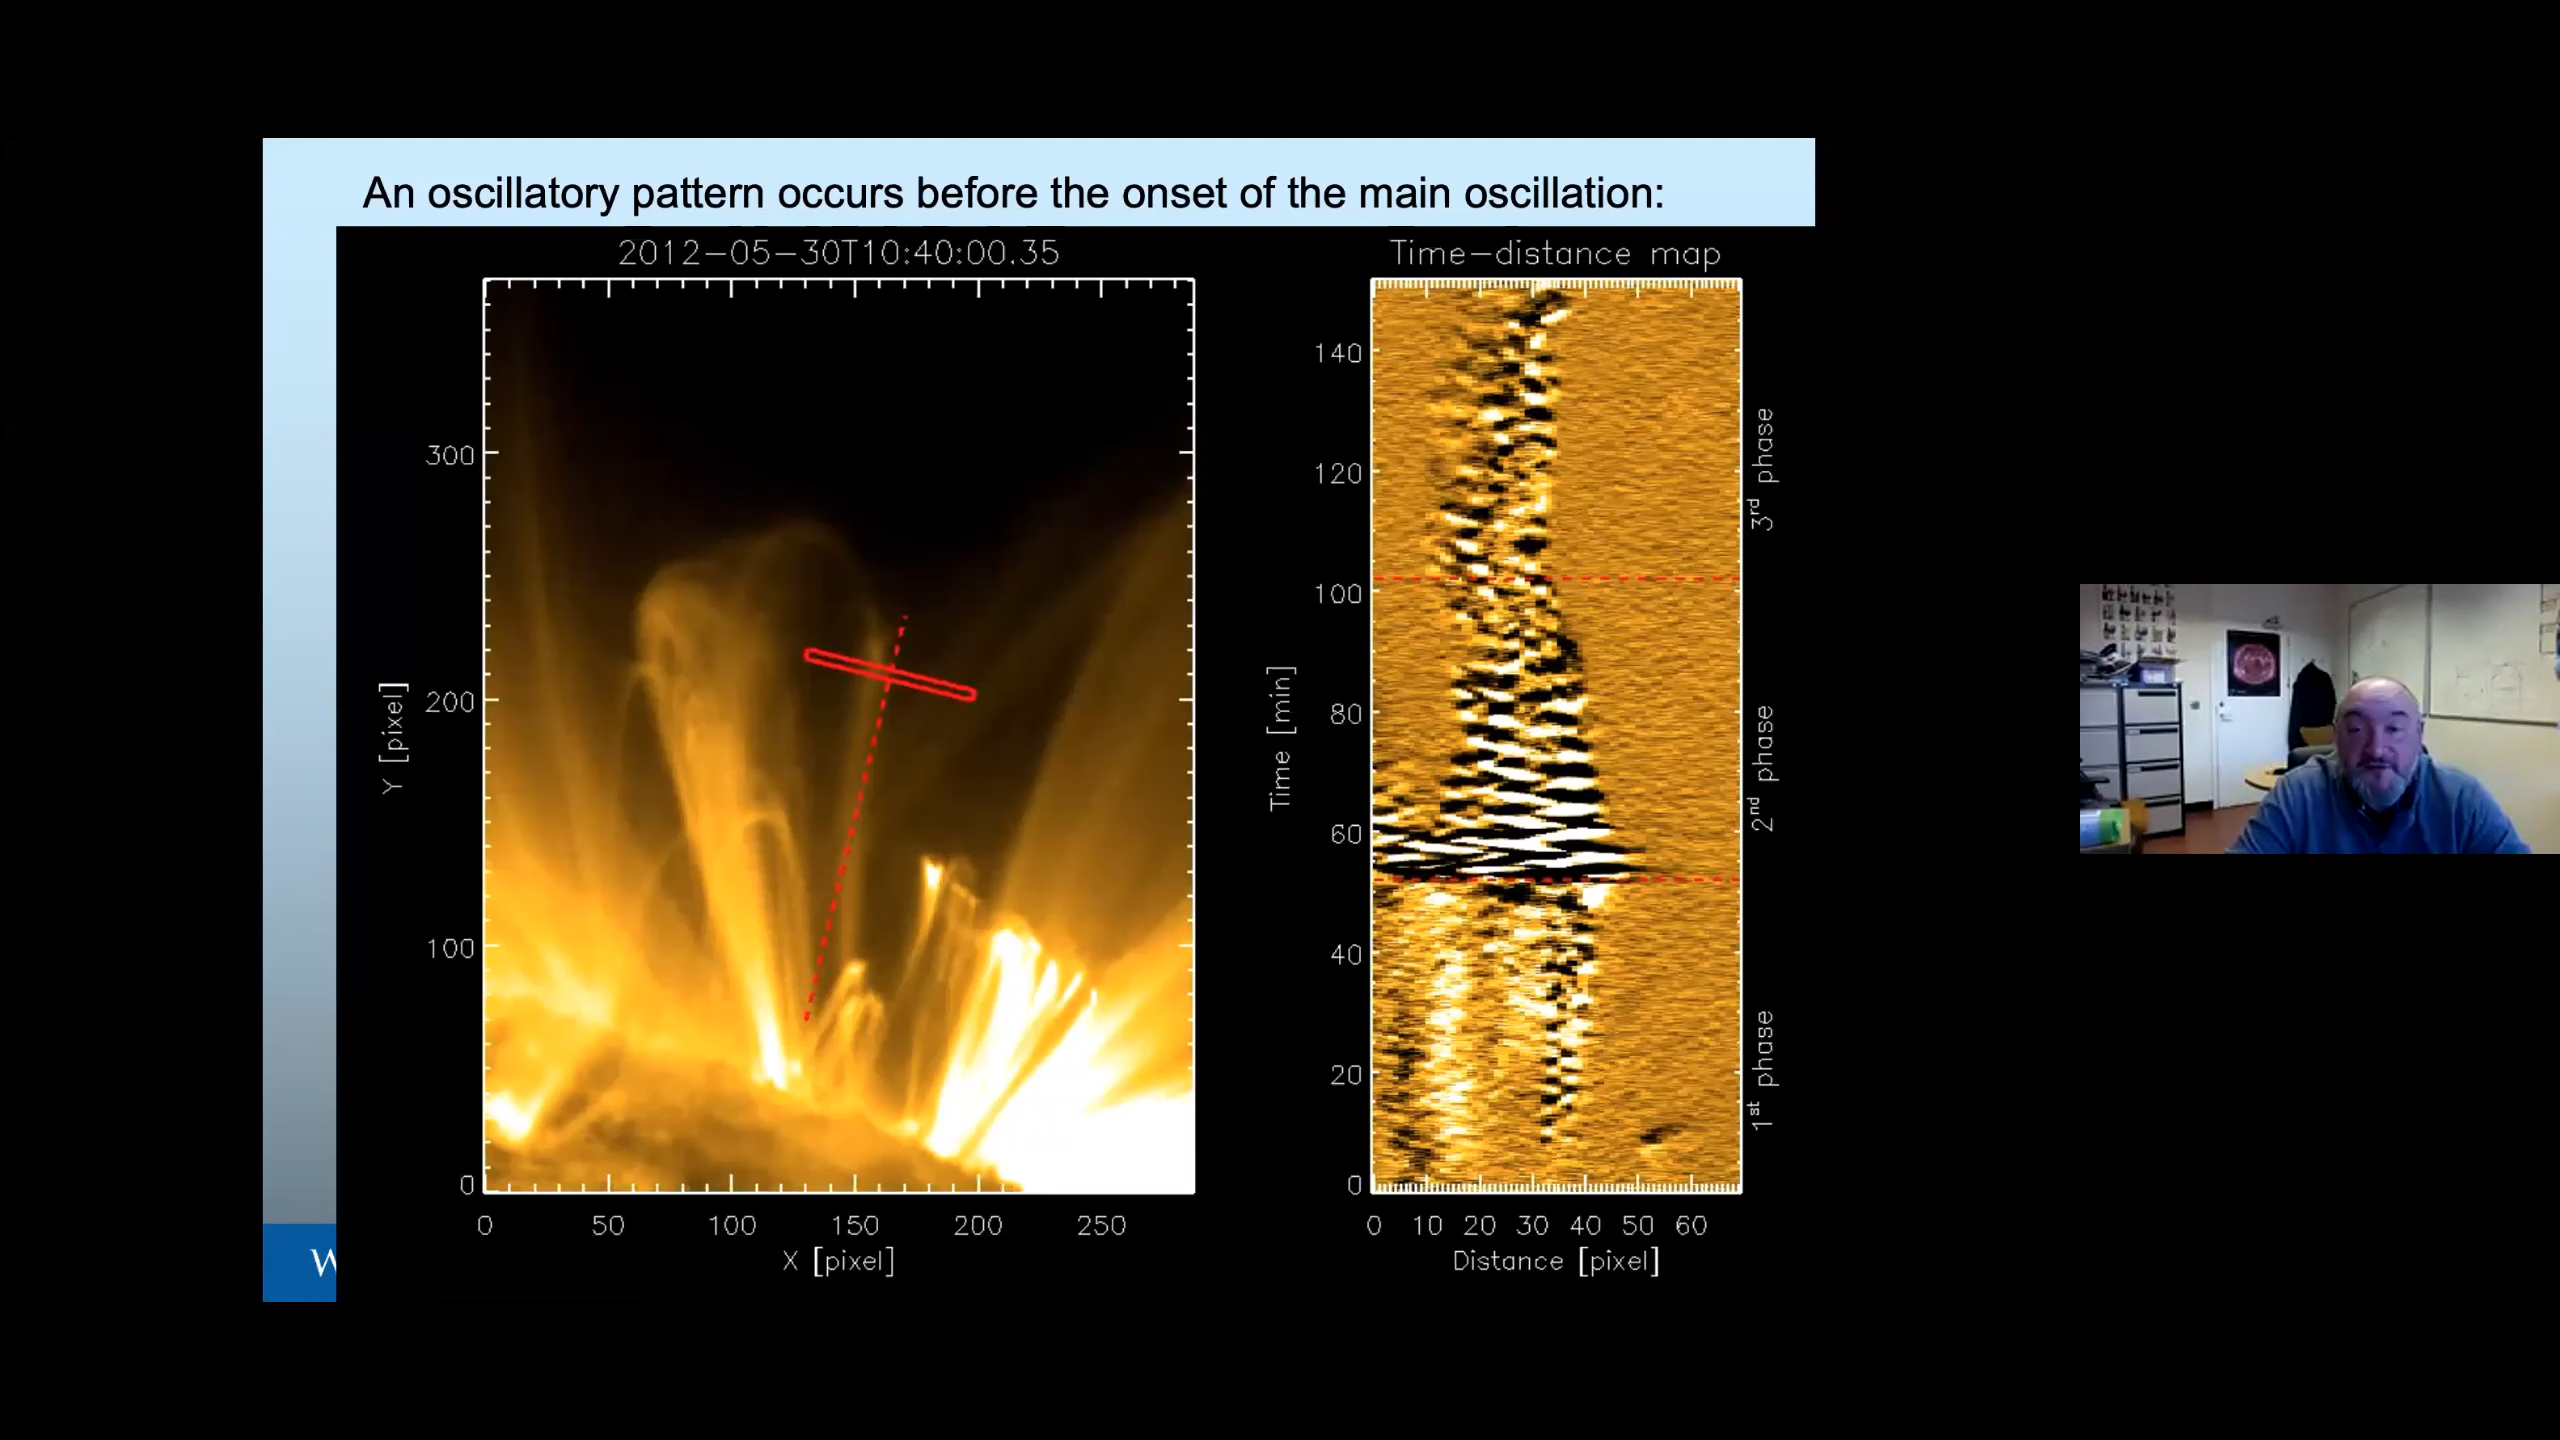 An oscillatory pattern occurs before the onset of the main oscillation:
2012-05-30T10:40:00.35
Y [pixel]
300
200
100
0
0 50 100 150 200 250
X [pixel]
Time-distance map
Time [min]
140
120
100
80
60
40
20
0
0 10 20 30 40 50 60
Distance [pixel]
3rd phase
2nd phase
1st phase
W